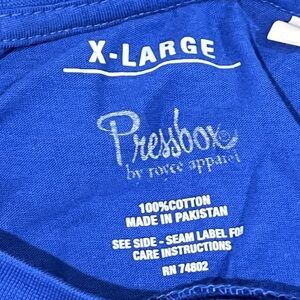 X-LARGE
Pressbox
by royce apparel
100%COTTON
MADE IN PAKISTAN
SEE SIDE - SEAM LABEL FOR
CARE INSTRUCTIONS
RN 74802